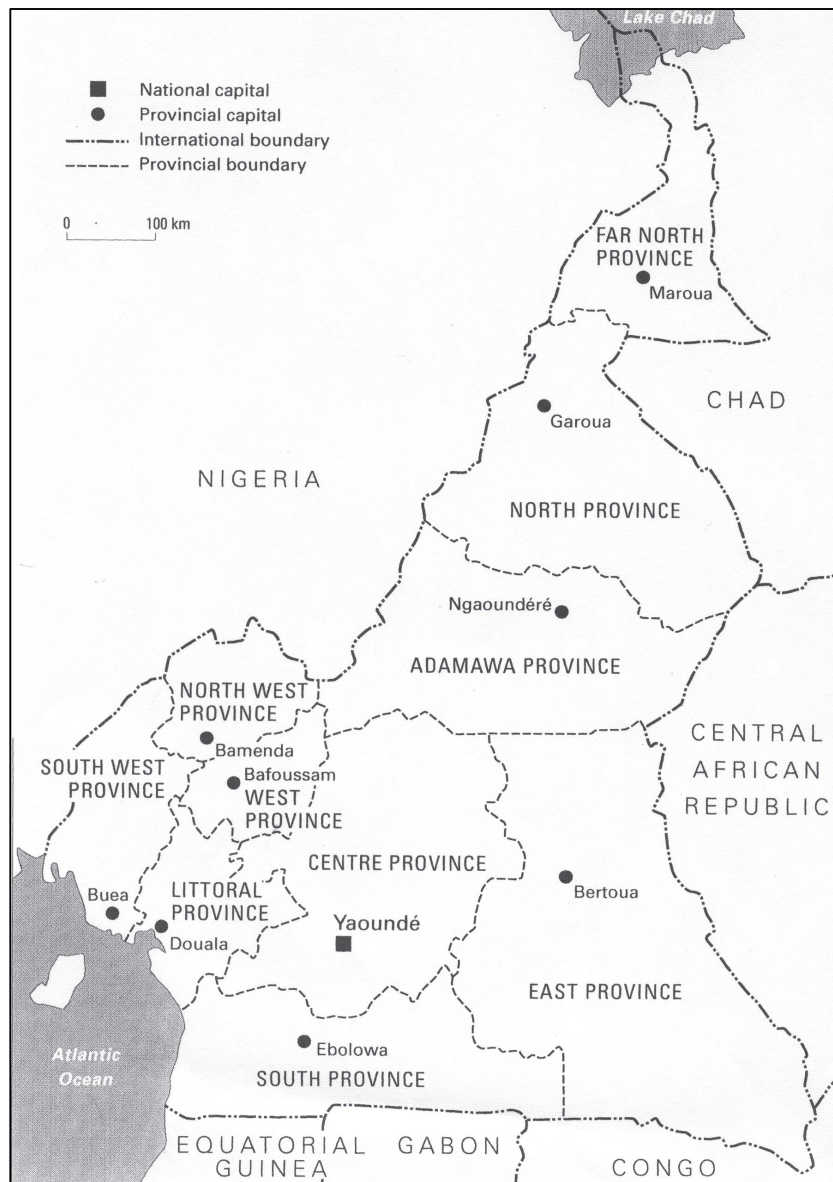 Lake Chad
National capital
Provincial capital
International boundary
Provincial boundary
0 100 km
FAR NORTH
PROVINCE
Maroua
CHAD
Garoua
NIGERIA
NORTH PROVINCE
Ngaoundéré
ADAMAWA PROVINCE
NORTH WEST
PROVINCE
Bamenda
CENTRAL
AFRICAN
REPUBLIC
SOUTH WEST
PROVINCE
Bafoussam
WEST
PROVINCE
CENTRE PROVINCE
Bertoua
LITTORAL
PROVINCE
Buea
Douala
Yaoundé
EAST PROVINCE
Ebolowa
SOUTH PROVINCE
Atlantic
Ocean
EQUATORIAL
GUINEA
GABON
CONGO